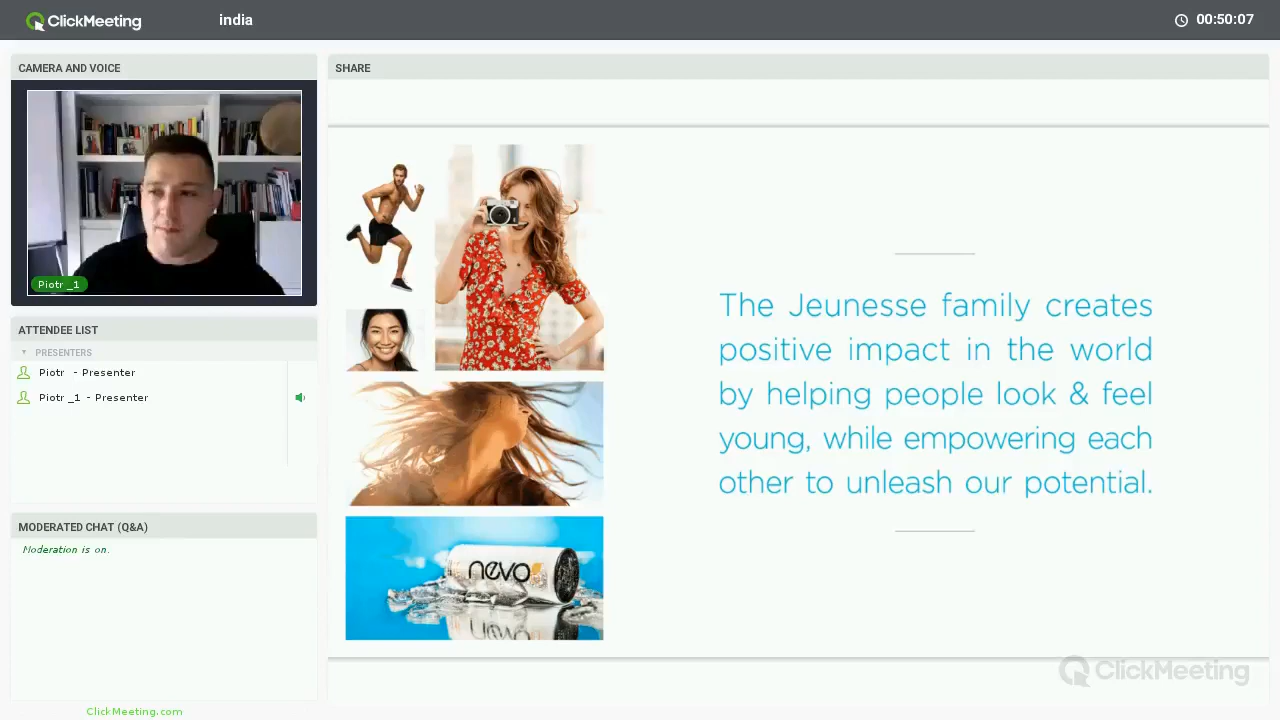 ClickMeeting
india
00:50:07
CAMERA AND VOICE
Piotr _1
ATTENDEE LIST
PRESENTERS
Piotr - Presenter
Piotr _1 - Presenter
MODERATED CHAT (Q&A)
Moderation is on.
ClickMeeting.com
SHARE
nevo
The Jeunesse family creates
positive impact in the world
by helping people look & feel
young, while empowering each
other to unleash our potential.
ClickMeeting